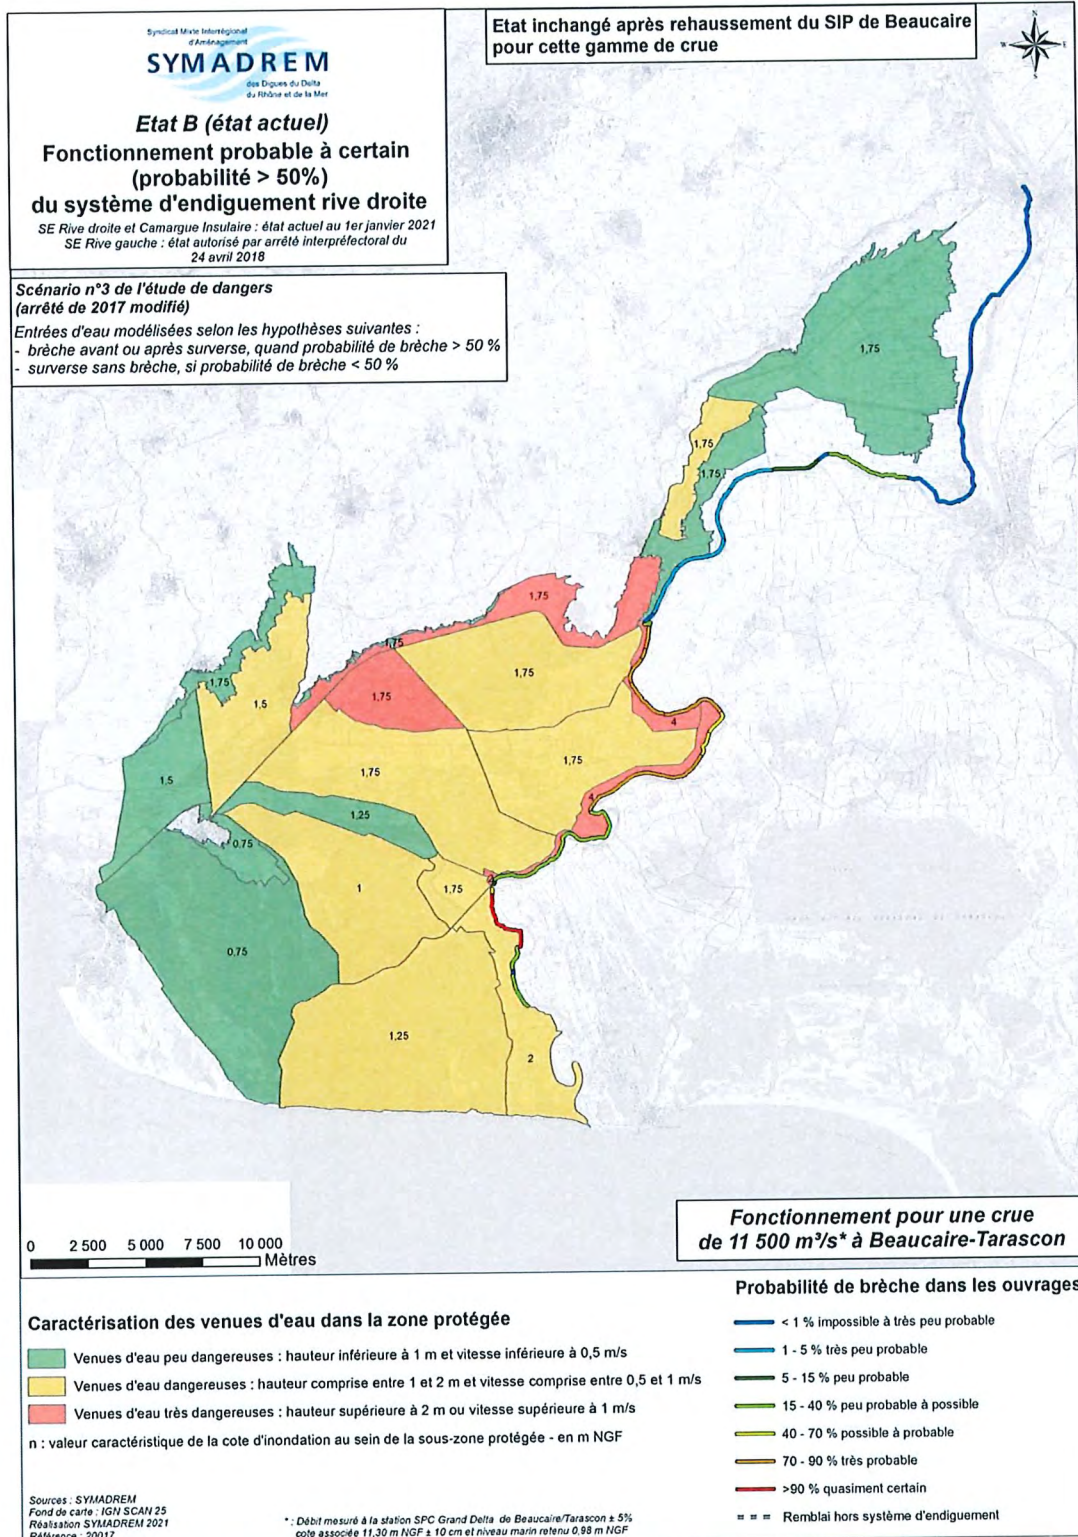 Syndicat Mixte Interrégional
d'Aménagement
SYMADREM
des Digues du Delta
du Rhône et de la Mer
Etat B (état actuel)
Fonctionnement probable à certain
(probabilité > 50%)
du système d'endiguement rive droite
SE Rive droite et Camargue Insulaire : état actuel au 1er janvier 2021
SE Rive gauche : état autorisé par arrêté interpréfectoral du
24 avril 2018
Etat inchangé après rehaussement du SIP de Beaucaire
pour cette gamme de crue
N
W
E
S
Scénario n°3 de l'étude de dangers
(arrêté de 2017 modifié)
Entrées d'eau modélisées selon les hypothèses suivantes :
- brèche avant ou après surverse, quand probabilité de brèche > 50 %
- surverse sans brèche, si probabilité de brèche < 50 %
1,75
1,75
1,75
1,75
1,75
1,75
1,75
1,75
1,5
4
1,75
1,75
1,5
4
1,25
0,75
1
1,75
4
0,75
1,25
2
Fonctionnement pour une crue
de 11 500 m³/s* à Beaucaire-Tarascon
0 2 500 5 000 7 500 10 000
Mètres
Caractérisation des venues d'eau dans la zone protégée
Venues d'eau peu dangereuses : hauteur inférieure à 1 m et vitesse inférieure à 0,5 m/s
Venues d'eau dangereuses : hauteur comprise entre 1 et 2 m et vitesse comprise entre 0,5 et 1 m/s
Venues d'eau très dangereuses : hauteur supérieure à 2 m ou vitesse supérieure à 1 m/s
n : valeur caractéristique de la cote d'inondation au sein de la sous-zone protégée - en m NGF
Probabilité de brèche dans les ouvrages
< 1 % impossible à très peu probable
1 - 5 % très peu probable
5 - 15 % peu probable
15 - 40 % peu probable à possible
40 - 70 % possible à probable
70 - 90 % très probable
>90 % quasiment certain
Remblai hors système d'endiguement
Sources : SYMADREM
Fond de carte : IGN SCAN 25
Réalisation SYMADREM 2021
Référence : 20017
* : Débit mesuré à la station SPC Grand Delta de Beaucaire/Tarascon ± 5%
cote associée 11,30 m NGF ± 10 cm et niveau marin retenu 0,98 m NGF